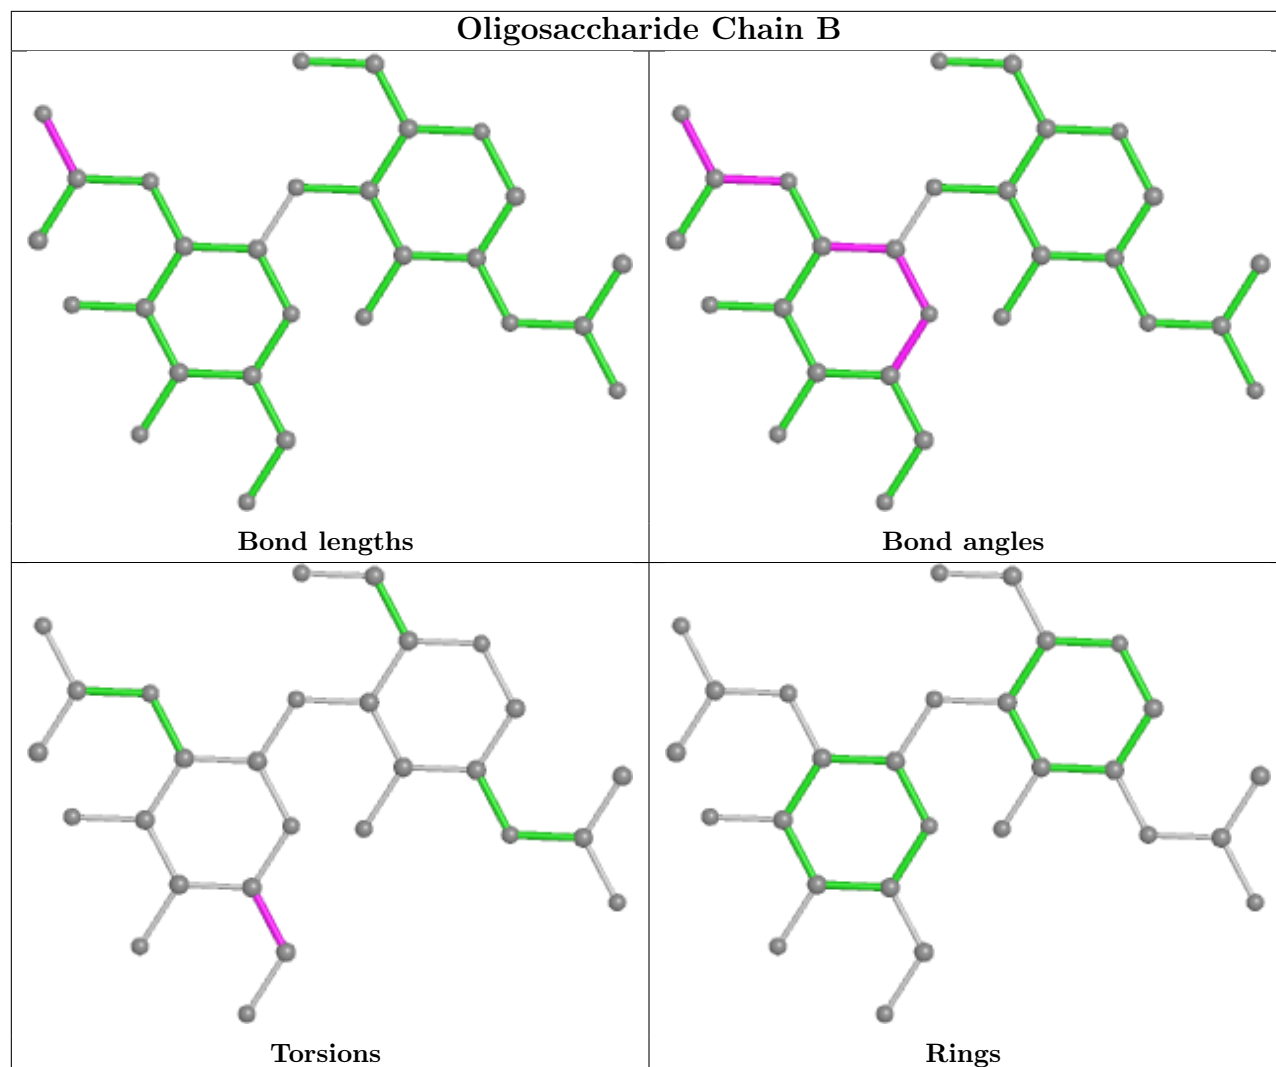 Oligosaccharide Chain B
Bond lengths
Bond angles
Torsions
Rings